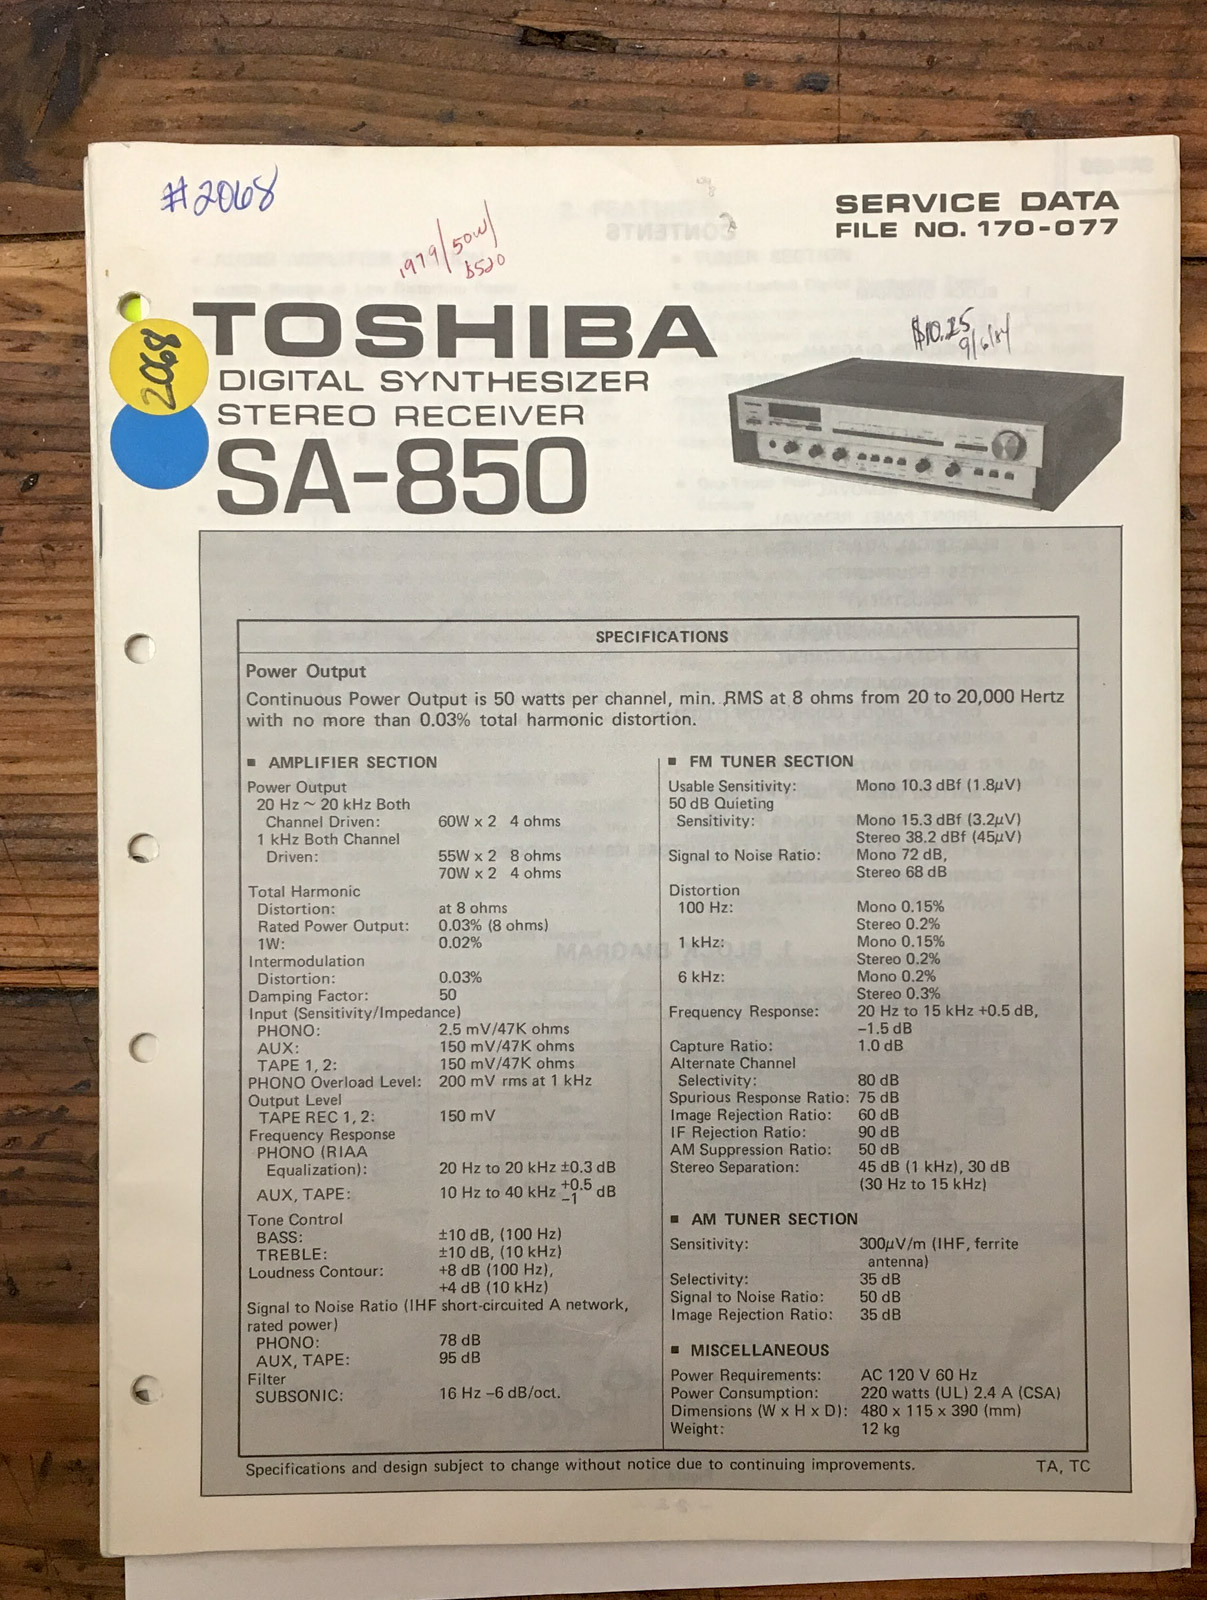 #2068
SERVICE DATA
FILE NO. 170-077
1979/50W/
$520
TOSHIBA
$10.25
9/6/84
DIGITAL SYNTHESIZER
STEREO RECEIVER
SA-850
2068
SPECIFICATIONS
Power Output
Continuous Power Output is 50 watts per channel, min. RMS at 8 ohms from 20 to 20,000 Hertz
with no more than 0.03% total harmonic distortion.
■ AMPLIFIER SECTION
Power Output
20 Hz ~ 20 kHz Both
Channel Driven: 60W x 2 4 ohms
1 kHz Both Channel
Driven: 55W x 2 8 ohms
70W x 2 4 ohms
Total Harmonic
Distortion: at 8 ohms
Rated Power Output: 0.03% (8 ohms)
1W: 0.02%
Intermodulation
Distortion: 0.03%
Damping Factor: 50
Input (Sensitivity/Impedance)
PHONO: 2.5 mV/47K ohms
AUX: 150 mV/47K ohms
TAPE 1, 2: 150 mV/47K ohms
PHONO Overload Level: 200 mV rms at 1 kHz
Output Level
TAPE REC 1, 2: 150 mV
Frequency Response
PHONO (RIAA
Equalization): 20 Hz to 20 kHz ±0.3 dB
AUX, TAPE: 10 Hz to 40 kHz +0.5 −1 dB
Tone Control
BASS: ±10 dB, (100 Hz)
TREBLE: ±10 dB, (10 kHz)
Loudness Contour: +8 dB (100 Hz),
+4 dB (10 kHz)
Signal to Noise Ratio (IHF short-circuited A network,
rated power)
PHONO: 78 dB
AUX, TAPE: 95 dB
Filter
SUBSONIC: 16 Hz −6 dB/oct.
■ FM TUNER SECTION
Usable Sensitivity: Mono 10.3 dBf (1.8μV)
50 dB Quieting
Sensitivity: Mono 15.3 dBf (3.2μV)
Stereo 38.2 dBf (45μV)
Signal to Noise Ratio: Mono 72 dB,
Stereo 68 dB
Distortion
100 Hz: Mono 0.15%
Stereo 0.2%
1 kHz: Mono 0.15%
Stereo 0.2%
6 kHz: Mono 0.2%
Stereo 0.3%
Frequency Response: 20 Hz to 15 kHz +0.5 dB,
−1.5 dB
Capture Ratio: 1.0 dB
Alternate Channel
Selectivity: 80 dB
Spurious Response Ratio: 75 dB
Image Rejection Ratio: 60 dB
IF Rejection Ratio: 90 dB
AM Suppression Ratio: 50 dB
Stereo Separation: 45 dB (1 kHz), 30 dB
(30 Hz to 15 kHz)
■ AM TUNER SECTION
Sensitivity: 300μV/m (IHF, ferrite
antenna)
Selectivity: 35 dB
Signal to Noise Ratio: 50 dB
Image Rejection Ratio: 35 dB
■ MISCELLANEOUS
Power Requirements: AC 120 V 60 Hz
Power Consumption: 220 watts (UL) 2.4 A (CSA)
Dimensions (W x H x D): 480 x 115 x 390 (mm)
Weight: 12 kg
Specifications and design subject to change without notice due to continuing improvements. TA, TC